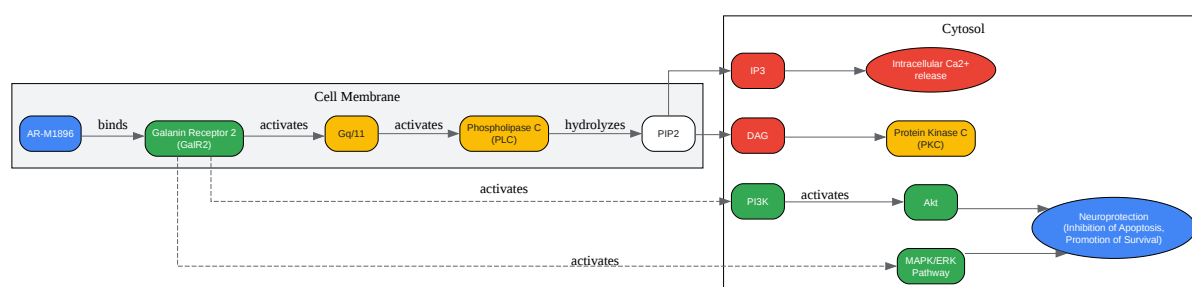 Cytosol
IP3
Intracellular Ca2+
release
Cell Membrane
AR-M1896
binds
Galanin Receptor 2
(GalR2)
activates
Gq/11
activates
Phospholipase C
(PLC)
hydrolyzes
PIP2
DAG
Protein Kinase C
(PKC)
activates
PI3K
activates
Akt
Neuroprotection
(Inhibition of Apoptosis,
Promotion of Survival)
activates
MAPK/ERK
Pathway